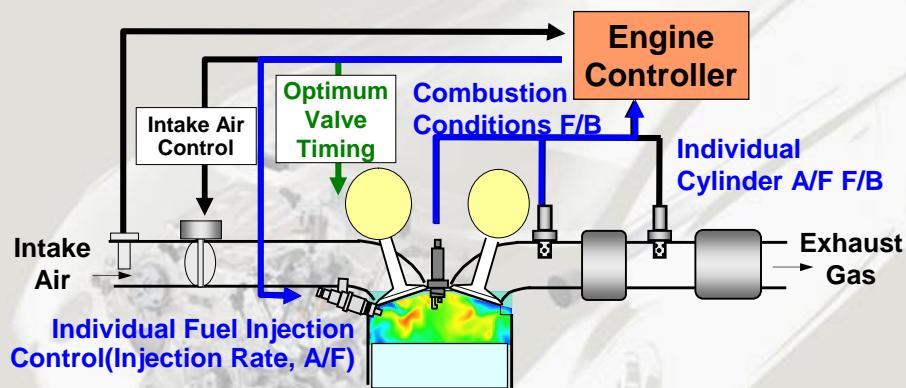 Engine
Controller
Optimum
Valve
Timing
Combustion
Conditions F/B
Intake Air
Control
Individual
Cylinder A/F F/B
Intake
Air
Exhaust
Gas
Individual Fuel Injection
Control(Injection Rate, A/F)